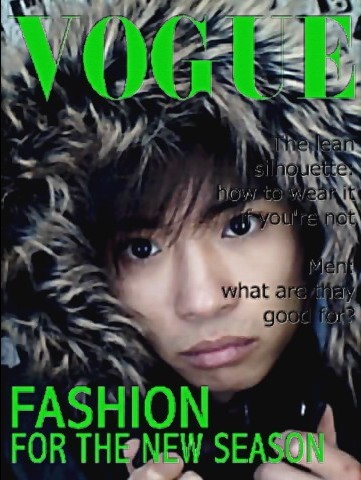 VOGUE
The lean
silhouette:
how to wear it
if you're not
Men!
what are thay
good for?
FASHION
FOR THE NEW SEASON